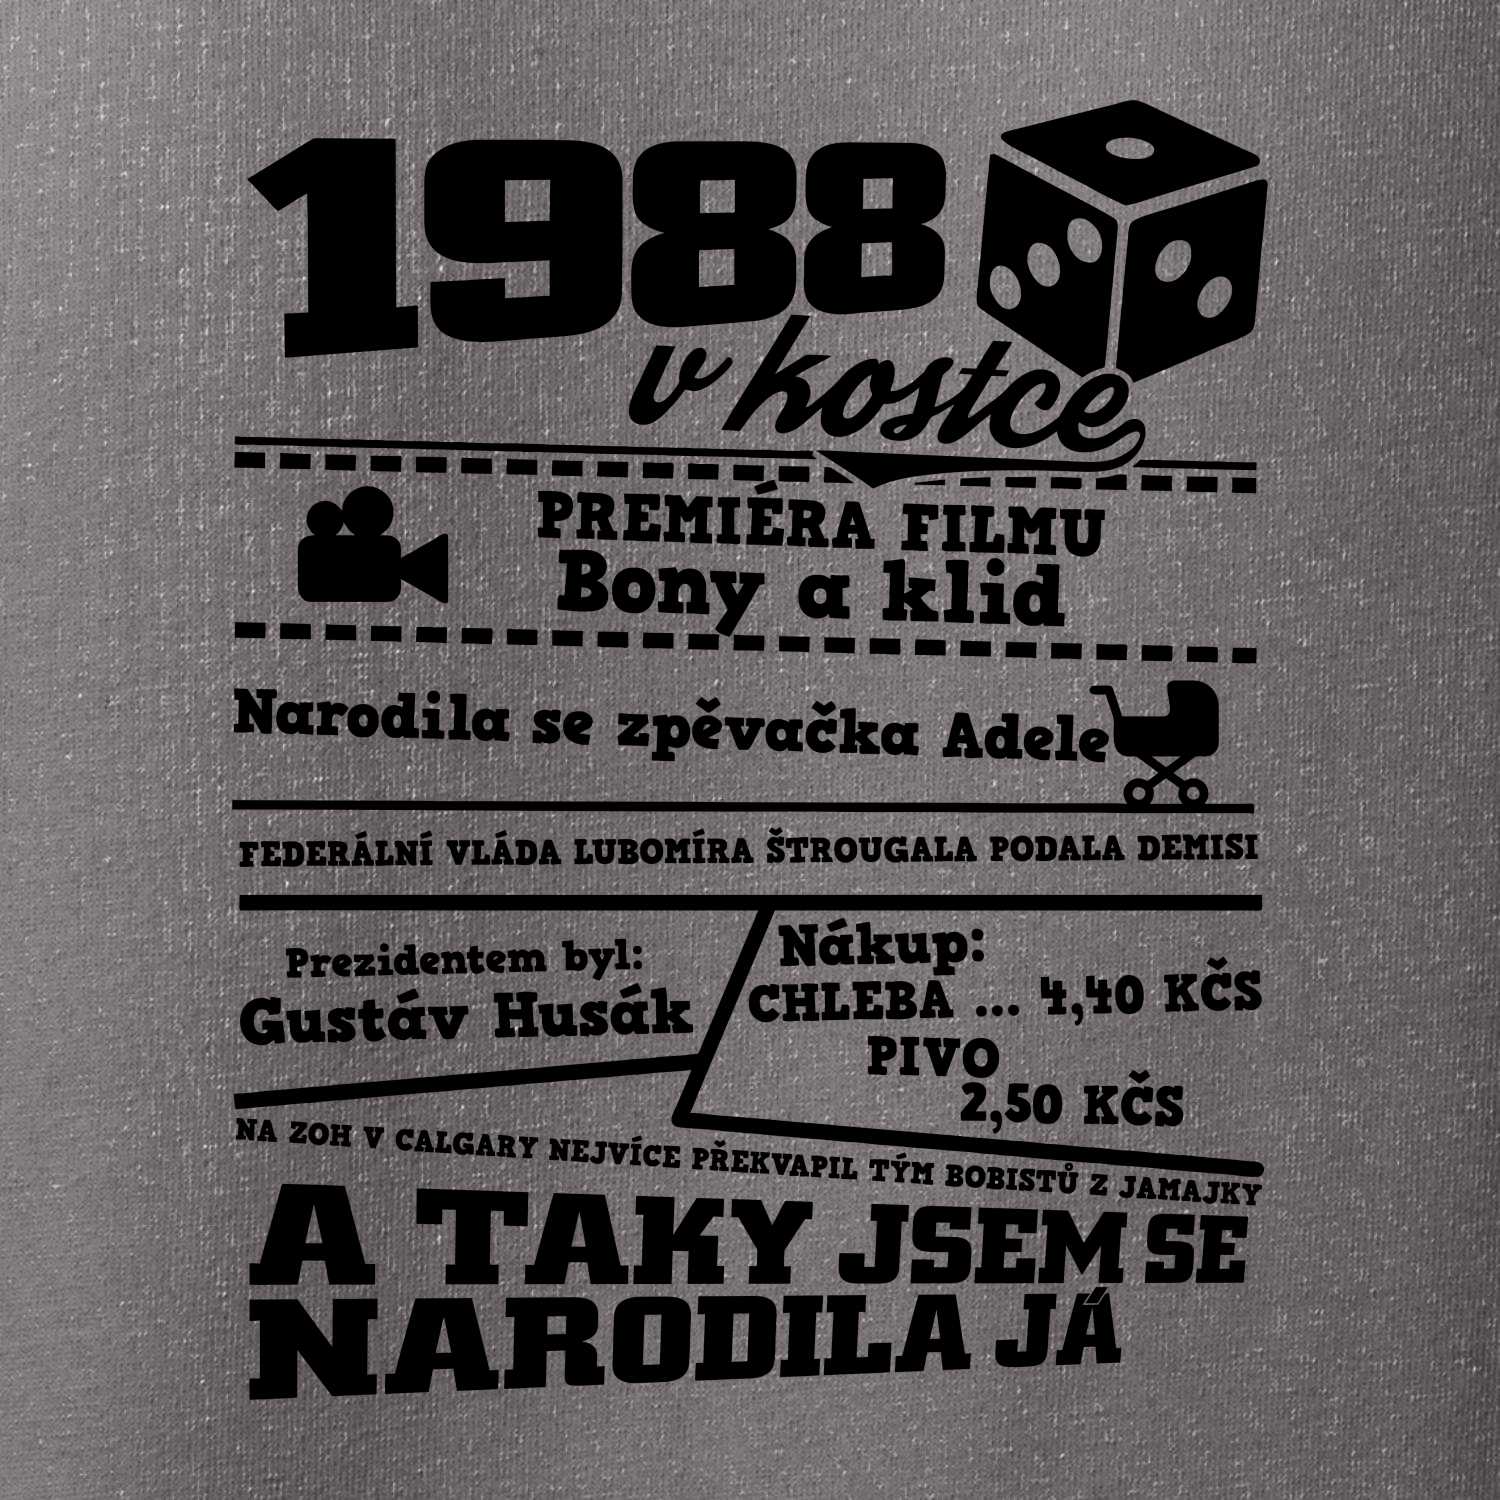 1988
v kostce
PREMIÉRA FILMU
Bony a klid
Narodila se zpěvačka Adele
FEDERÁLNÍ VLÁDA LUBOMÍRA ŠTROUGALA PODALA DEMISI
Prezidentem byl:
Gustáv Husák
Nákup:
CHLEBA ... 4,40 KČS
PIVO
2,50 KČS
NA ZOH V CALGARY NEJVÍCE PŘEKVAPIL TÝM BOBISTŮ Z JAMAJKY
A TAKY JSEM SE
NARODILA JÁ